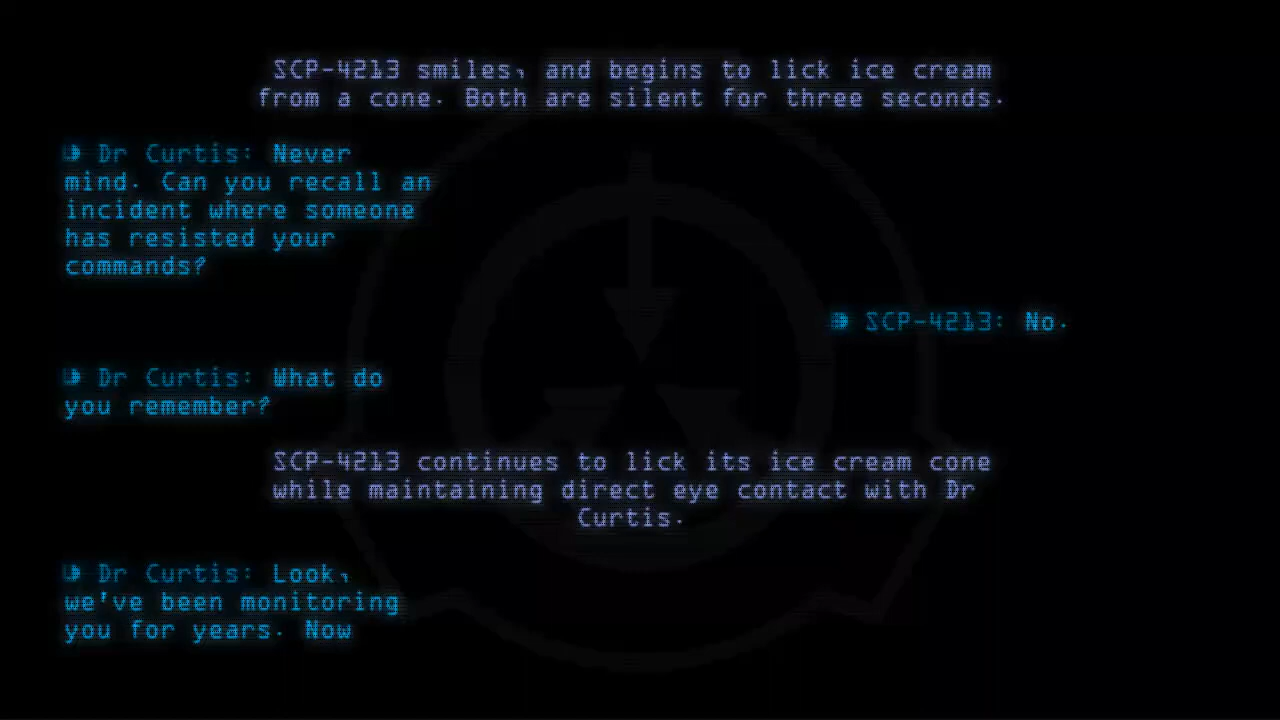 SCP-4213 smiles, and begins to lick ice cream
from a cone. Both are silent for three seconds.
Dr Curtis: Never
mind. Can you recall an
incident where someone
has resisted your
commands?
SCP-4213: No.
Dr Curtis: What do
you remember?
SCP-4213 continues to lick its ice cream cone
while maintaining direct eye contact with Dr
Curtis.
Dr Curtis: Look,
we've been monitoring
you for years. Now